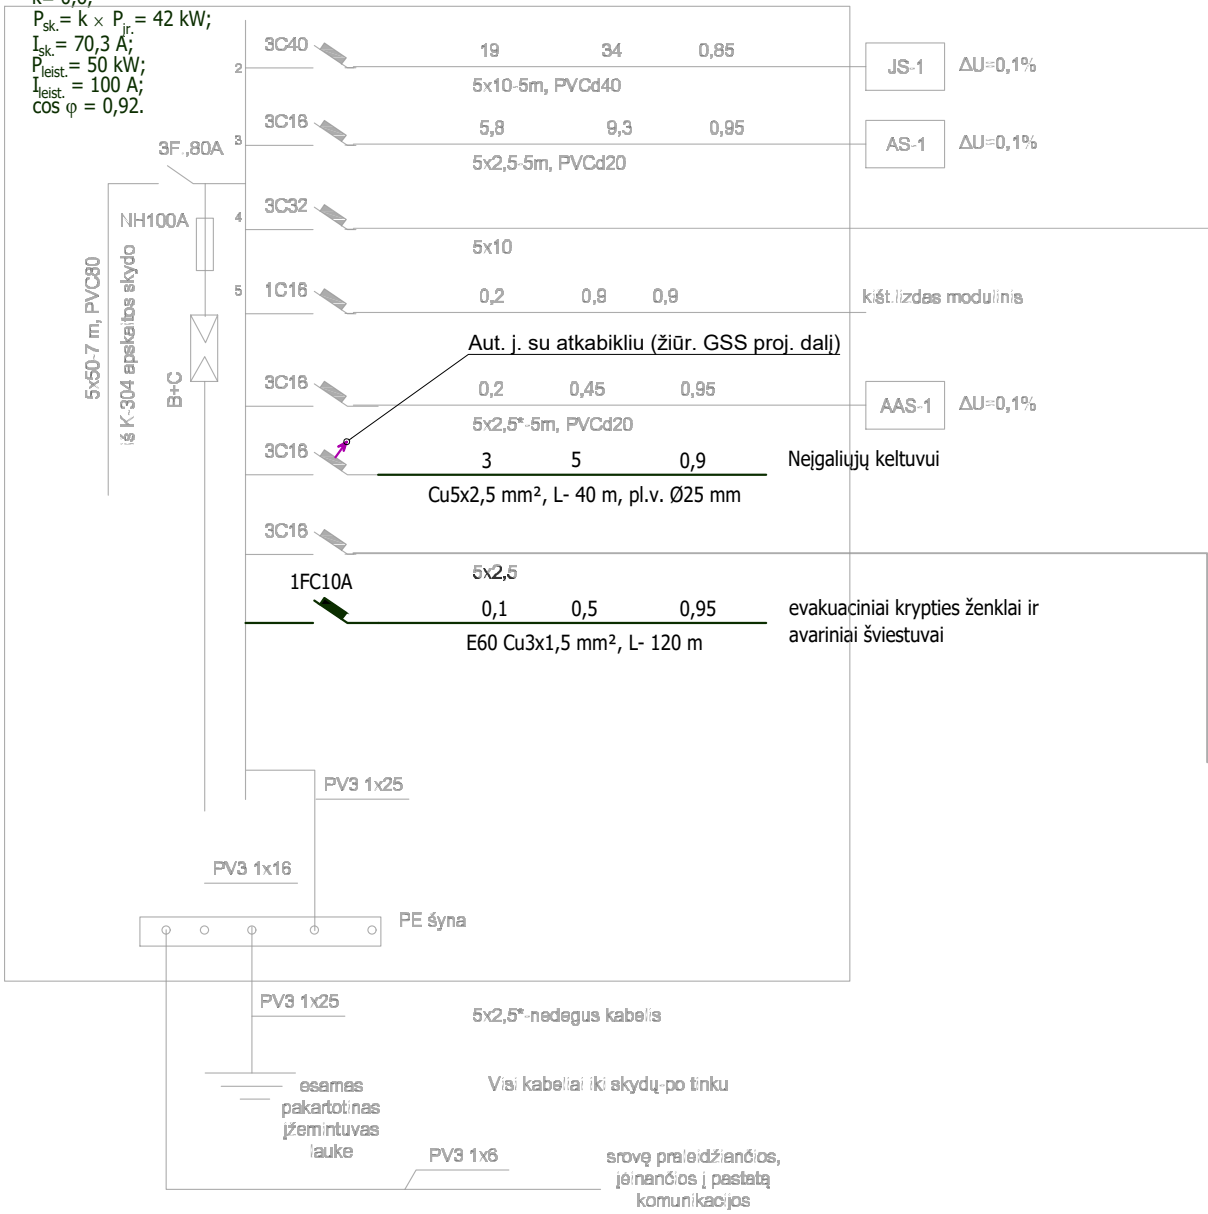 k= 0,6;
Psk.= k × Pįr.= 42 kW;
Isk.= 70,3 A;
Pleist.= 50 kW;
Ileist. = 100 A;
cos φ = 0,92.
3C40
19 34 0,85
JS-1 ΔU=0,1%
2
5x10-5m, PVCd40
3C16
5,8 9,3 0,95
AS-1 ΔU=0,1%
3
5x2,5-5m, PVCd20
3F.,80A
3C32
4
NH100A
5x10
5x50-7 m, PVC80
iš K-304 apskaitos skydo
5
1C16
0,2 0,9 0,9
kišt.lizdas modulinis
Aut. j. su atkabikliu (žiūr. GSS proj. dalį)
B+C
3C16
0,2 0,45 0,95
AAS-1 ΔU=0,1%
5x2,5*-5m, PVCd20
3C16
3 5 0,9
Neįgaliųjų keltuvui
Cu5x2,5 mm², L- 40 m, pl.v. Ø25 mm
3C16
5x2,5
1FC10A
0,1 0,5 0,95
evakuaciniai krypties ženklai ir
avariniai šviestuvai
E60 Cu3x1,5 mm², L- 120 m
PV3 1x25
PV3 1x16
PE šyna
PV3 1x25
5x2,5*-nedegus kabelis
Visi kabeliai iki skydų-po tinku
esamas
pakartotinas
įžemintuvas
lauke
PV3 1x6
srovę praleidžiančios,
įeinančios į pastatą
komunikacijos